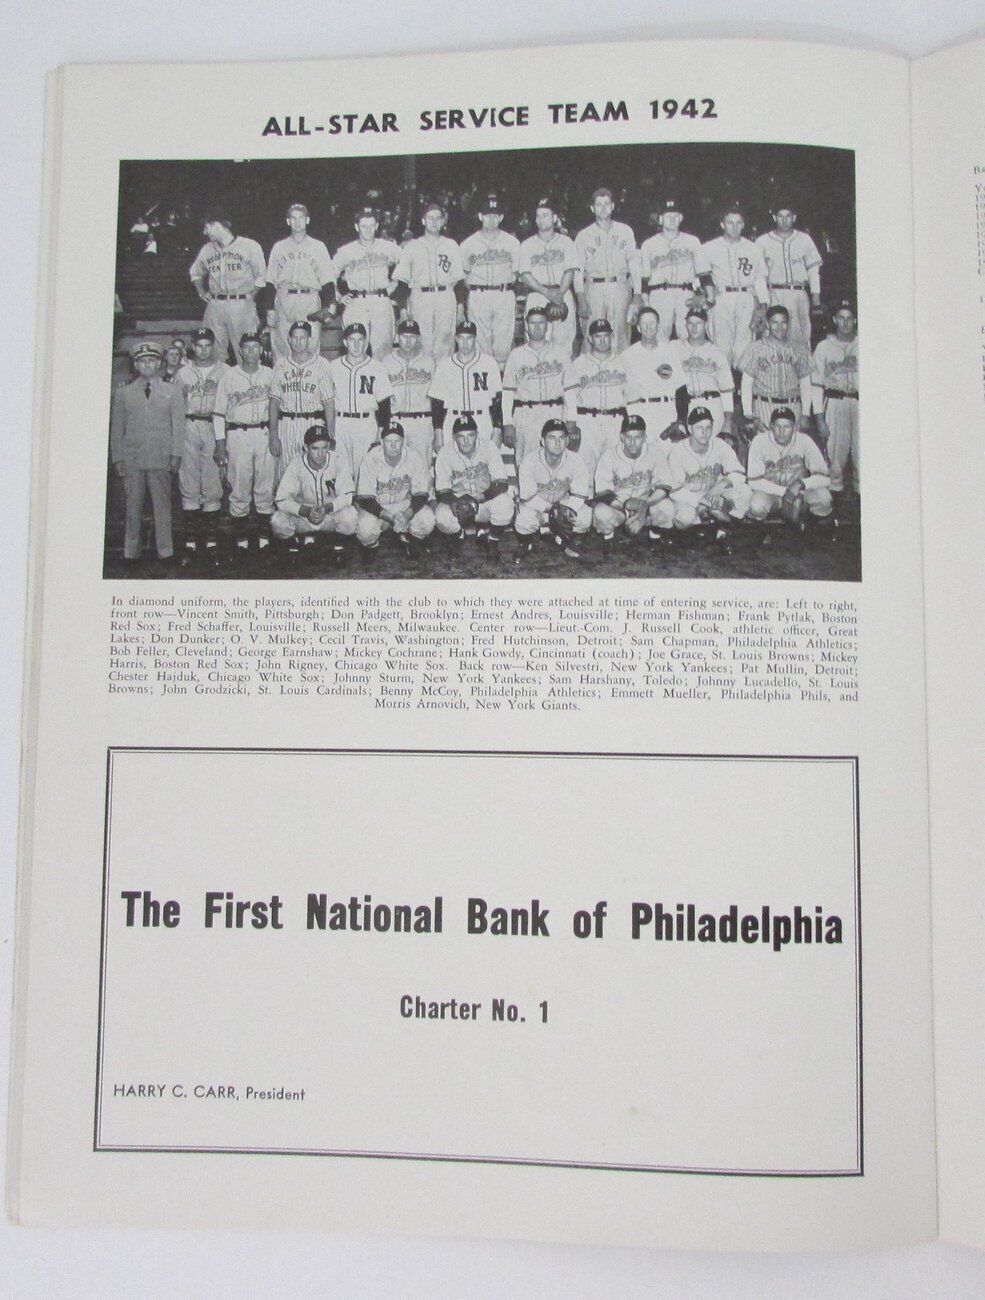 ALL-STAR SERVICE TEAM 1942
RECEPTION
CENTER
CAMP
WHEELER
In diamond uniform, the players, identified with the club to which they were attached at time of entering service, are: Left to right,
front row—Vincent Smith, Pittsburgh; Don Padgett, Brooklyn; Ernest Andres, Louisville; Herman Fishman; Frank Pytlak, Boston
Red Sox; Fred Schaffer, Louisville; Russell Meers, Milwaukee. Center row—Lieut-Com. J. Russell Cook, athletic officer, Great
Lakes; Don Dunker; O. V. Mulkey; Cecil Travis, Washington; Fred Hutchinson, Detroit; Sam Chapman, Philadelphia Athletics;
Bob Feller, Cleveland; George Earnshaw; Mickey Cochrane; Hank Gowdy, Cincinnati (coach); Joe Grace, St. Louis Browns; Mickey
Harris, Boston Red Sox; John Rigney, Chicago White Sox. Back row—Ken Silvestri, New York Yankees; Pat Mullin, Detroit;
Chester Hajduk, Chicago White Sox; Johnny Sturm, New York Yankees; Sam Harshany, Toledo; Johnny Lucadello, St. Louis
Browns; John Grodzicki, St. Louis Cardinals; Benny McCoy, Philadelphia Athletics; Emmett Mueller, Philadelphia Phils, and
Morris Arnovich, New York Giants.
The First National Bank of Philadelphia
Charter No. 1
HARRY C. CARR, President